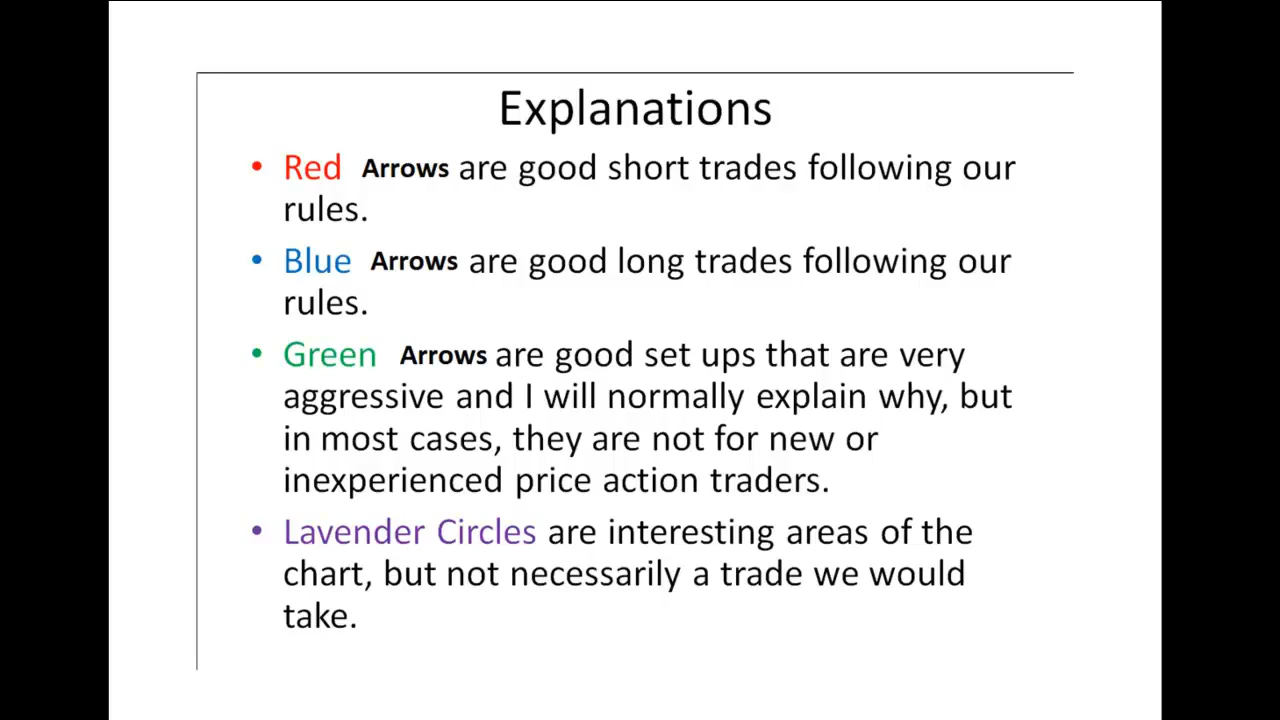 Explanations
• Red Arrows are good short trades following our
rules.
• Blue Arrows are good long trades following our
rules.
• Green Arrows are good set ups that are very
aggressive and I will normally explain why, but
in most cases, they are not for new or
inexperienced price action traders.
• Lavender Circles are interesting areas of the
chart, but not necessarily a trade we would
take.